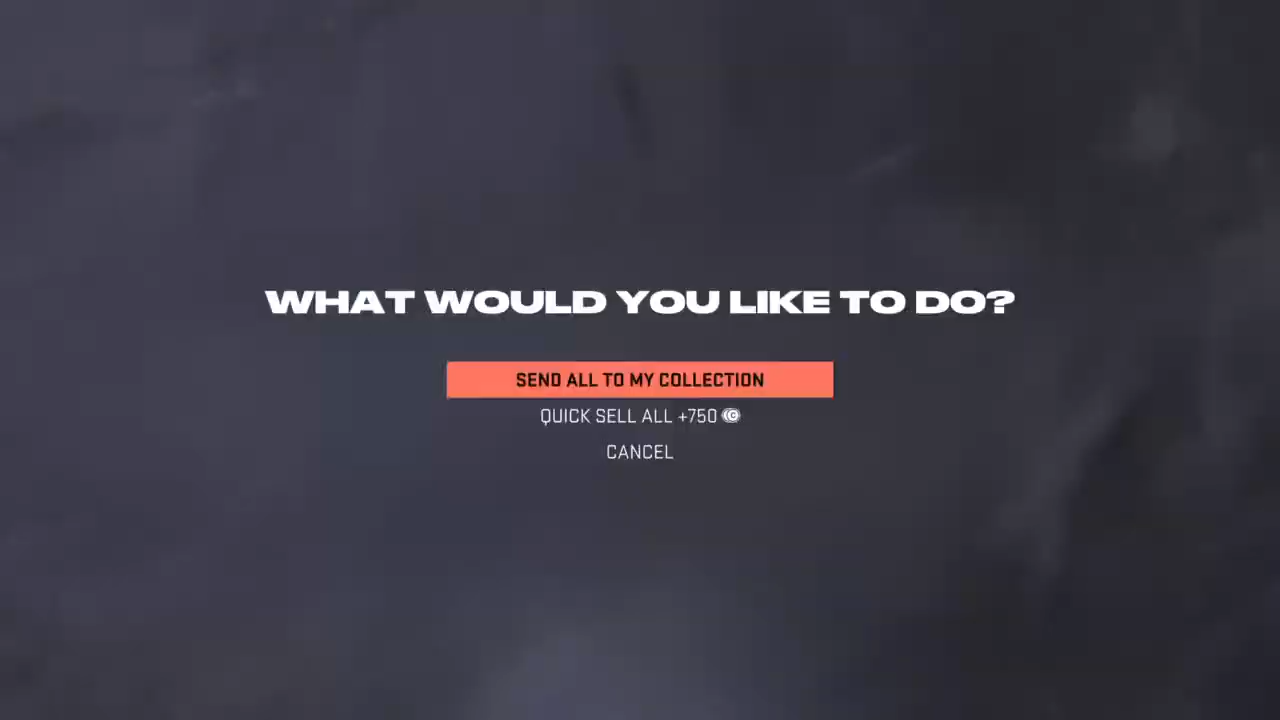 WHAT WOULD YOU LIKE TO DO?
SEND ALL TO MY COLLECTION
QUICK SELL ALL +750
CANCEL